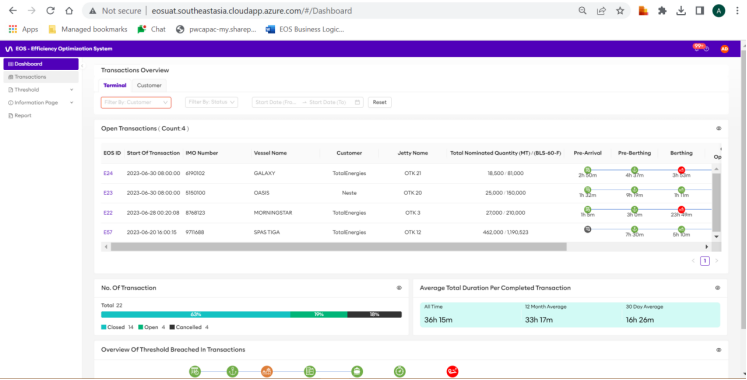 Not secure | eosuat.southeastasia.cloudapp.azure.com/#/Dashboard
Apps Managed bookmarks Chat pwcapac-my.sharep... EOS Business Logic...
EOS - Efficiency Optimisation System 99+ AD
Dashboard
Transactions
Threshold
Information Page
Report
Transactions Overview
Terminal Customer
Filter By: Customer Filter By: Status Start Date (Fro... → Start Date (To) Reset
Open Transactions ( Count:4 )
EOS ID Start Of Transaction IMO Number Vessel Name Customer Jetty Name Total Nominated Quantity (MT)/(BLS-60-F) Pre-Arrival Pre-Berthing Berthing Op
E24 2023-06-30 08:00:00 6190102 GALAXY TotalEnergies OTK 21 18,500 / 81,000 2h 50m 4h 37m 3h 53m
E23 2023-06-30 08:00:00 5150100 OASIS Neste OTK 20 25,000 / 150,000 1h 32m 9h 19m 1h 11m
E22 2023-06-28 00:20:08 8768123 MORNINGSTAR TotalEnergies OTK 3 27,000 / 210,000 1h 5m 3h 0m 23h 49m
E57 2023-06-20 16:00:15 9711688 SPAS TIGA TotalEnergies OTK 12 462,000 / 1,190,523 7h 30m 5h 10m
< 1 >
No. Of Transaction
Total 22
63% 19% 18%
Closed 14 Open 4 Cancelled 4
Average Total Duration Per Completed Transaction
All Time 12 Month Average 30 Day Average
36h 15m 33h 17m 16h 26m
Overview Of Threshold Breached In Transactions